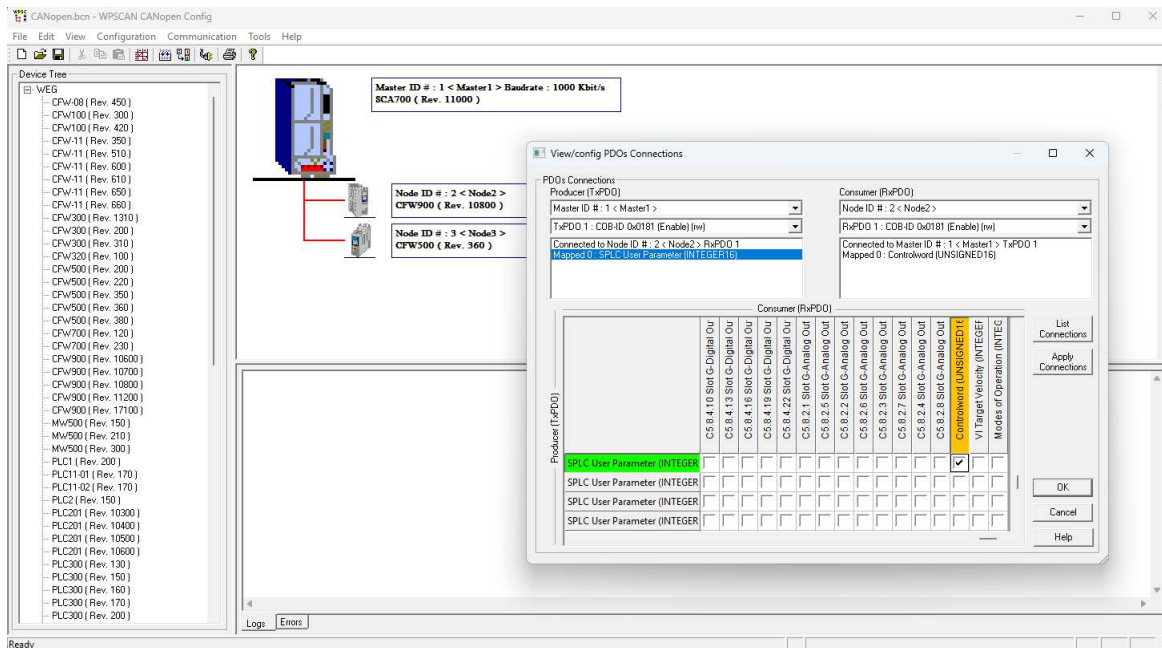 CANopen.bcn - WPSCAN CANopen Config
File Edit View Configuration Communication Tools Help
Device Tree
WEG
CFW-08 ( Rev. 450 )
CFW100 ( Rev. 300 )
CFW100 ( Rev. 420 )
CFW-11 ( Rev. 350 )
CFW-11 ( Rev. 510 )
CFW-11 ( Rev. 600 )
CFW-11 ( Rev. 610 )
CFW-11 ( Rev. 650 )
CFW-11 ( Rev. 660 )
CFW300 ( Rev. 1310 )
CFW300 ( Rev. 200 )
CFW300 ( Rev. 310 )
CFW320 ( Rev. 100 )
CFW500 ( Rev. 200 )
CFW500 ( Rev. 220 )
CFW500 ( Rev. 350 )
CFW500 ( Rev. 360 )
CFW500 ( Rev. 380 )
CFW700 ( Rev. 120 )
CFW700 ( Rev. 230 )
CFW900 ( Rev. 10600 )
CFW900 ( Rev. 10700 )
CFW900 ( Rev. 10800 )
CFW900 ( Rev. 11200 )
CFW900 ( Rev. 17100 )
MW500 ( Rev. 150 )
MW500 ( Rev. 210 )
MW500 ( Rev. 300 )
PLC1 ( Rev. 200 )
PLC11-01 ( Rev. 170 )
PLC11-02 ( Rev. 170 )
PLC2 ( Rev. 150 )
PLC201 ( Rev. 10300 )
PLC201 ( Rev. 10400 )
PLC201 ( Rev. 10500 )
PLC201 ( Rev. 10600 )
PLC300 ( Rev. 130 )
PLC300 ( Rev. 150 )
PLC300 ( Rev. 160 )
PLC300 ( Rev. 170 )
PLC300 ( Rev. 200 )
Master ID # : 1 < Master1 > Baudrate : 1000 Kbit/s
SCA700 ( Rev. 11000 )
Node ID # : 2 < Node2 >
CFW900 ( Rev. 10800 )
Node ID # : 3 < Node3 >
CFW500 ( Rev. 360 )
View/config PDOs Connections
PDOs Connections
Producer (TxPDO)
Master ID # : 1 < Master1 >
TxPDO 1 : COB-ID 0x0181 (Enable) (rw)
Connected to Node ID # : 2 < Node2 > RxPDO 1
Mapped 0 : SPLC User Parameter (INTEGER16)
Consumer (RxPDO)
Node ID # : 2 < Node2 >
RxPDO 1 : COB-ID 0x0181 (Enable) (rw)
Connected to Master ID # : 1 < Master1 > TxPDO 1
Mapped 0 : Controlword (UNSIGNED16)
Consumer (RxPDO)
Producer (TxPDO)
C5.8.4.10 Slot G-Digital Our
C5.8.4.13 Slot G-Digital Our
C5.8.4.16 Slot G-Digital Our
C5.8.4.19 Slot G-Digital Our
C5.8.4.22 Slot G-Digital Our
C5.8.2.1 Slot G-Analog Out
C5.8.2.5 Slot G-Analog Out
C5.8.2.2 Slot G-Analog Out
C5.8.2.6 Slot G-Analog Out
C5.8.2.3 Slot G-Analog Out
C5.8.2.7 Slot G-Analog Out
C5.8.2.4 Slot G-Analog Out
C5.8.2.8 Slot G-Analog Out
Controlword (UNSIGNED16
Vl Target Velocity (INTEGER
Modes of Operation (INTEG
SPLC User Parameter (INTEGER
SPLC User Parameter (INTEGER
SPLC User Parameter (INTEGER
SPLC User Parameter (INTEGER
List
Connections
Apply
Connections
OK
Cancel
Help
Logs Errors
Ready